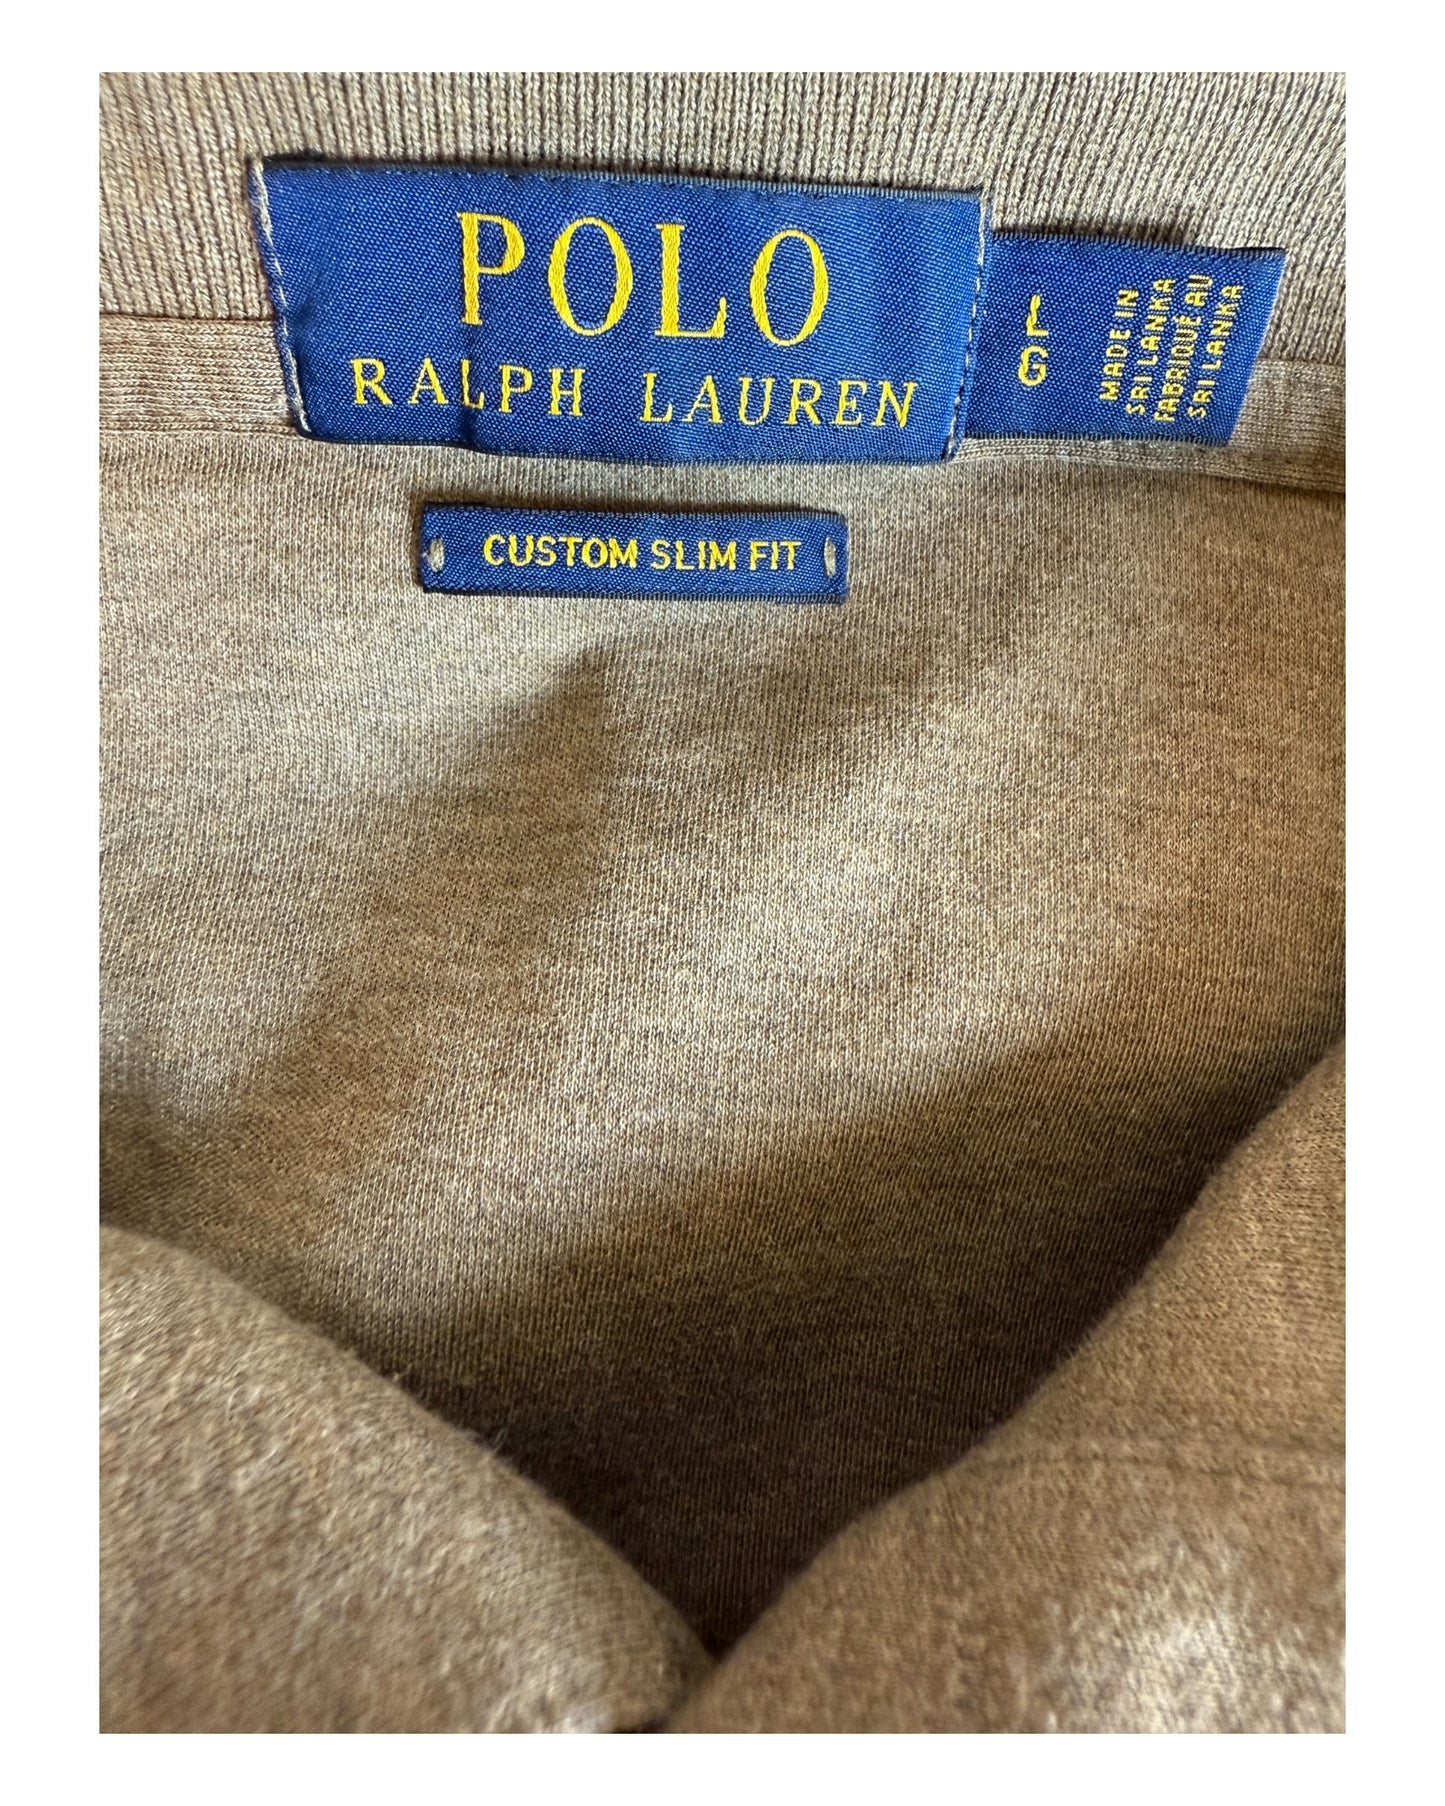 POLO
RALPH LAUREN
L
G
MADE IN
SRI LANKA
FABRIQUÉ AU
SRI LANKA
CUSTOM SLIM FIT